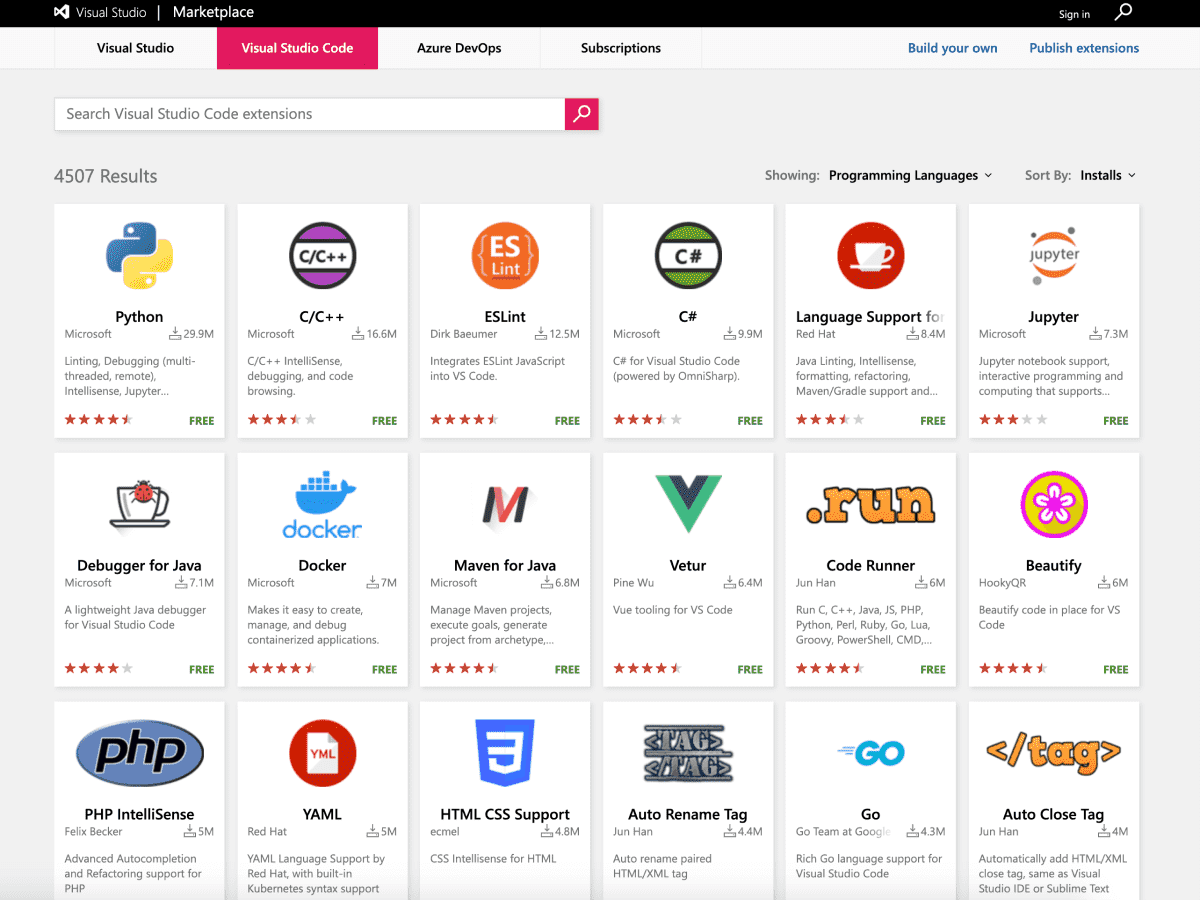 Visual Studio | Marketplace
Sign in
Visual Studio
Visual Studio Code
Azure DevOps
Subscriptions
Build your own
Publish extensions
Search Visual Studio Code extensions
4507 Results
Showing: Programming Languages
Sort By: Installs
Python
Microsoft 29.9M
Linting, Debugging (multi-
threaded, remote),
Intellisense, Jupyter...
FREE
C/C++
C/C++
Microsoft 16.6M
C/C++ IntelliSense,
debugging, and code
browsing.
FREE
{ES}
Lint
ESLint
Dirk Baeumer 12.5M
Integrates ESLint JavaScript
into VS Code.
FREE
C#
C#
Microsoft 9.9M
C# for Visual Studio Code
(powered by OmniSharp).
FREE
Language Support for
Red Hat 8.4M
Java Linting, Intellisense,
formatting, refactoring,
Maven/Gradle support and...
FREE
jupyter
Jupyter
Microsoft 7.3M
Jupyter notebook support,
interactive programming and
computing that supports...
FREE
Debugger for Java
Microsoft 7.1M
A lightweight Java debugger
for Visual Studio Code
FREE
docker
Docker
Microsoft 7M
Makes it easy to create,
manage, and debug
containerized applications.
FREE
M
Maven for Java
Microsoft 6.8M
Manage Maven projects,
execute goals, generate
project from archetype,...
FREE
Vetur
Pine Wu 6.4M
Vue tooling for VS Code
FREE
.run
Code Runner
Jun Han 6M
Run C, C++, Java, JS, PHP,
Python, Perl, Ruby, Go, Lua,
Groovy, PowerShell, CMD,...
FREE
Beautify
HookyQR 6M
Beautify code in place for VS
Code
FREE
php
PHP IntelliSense
Felix Becker 5M
Advanced Autocompletion
and Refactoring support for
PHP
YML
YAML
Red Hat 5M
YAML Language Support by
Red Hat, with built-in
Kubernetes syntax support
3
HTML CSS Support
ecmel 4.8M
CSS Intellisense for HTML
<TAG>
</TAG>
Auto Rename Tag
Jun Han 4.4M
Auto rename paired
HTML/XML tag
GO
Go
Go Team at Google 4.3M
Rich Go language support for
Visual Studio Code
</tag>
Auto Close Tag
Jun Han 4M
Automatically add HTML/XML
close tag, same as Visual
Studio IDE or Sublime Text